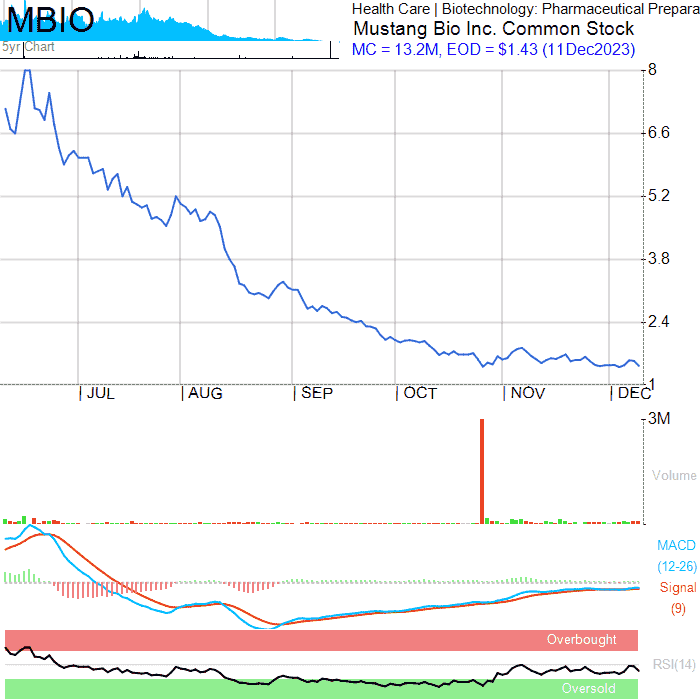 MBIO
Health Care | Biotechnology: Pharmaceutical Prepara
Mustang Bio Inc. Common Stock
5yr Chart
MC = 13.2M, EOD = $1.43 (11Dec2023)
8
6.6
5.2
3.8
2.4
1
JUL
AUG
SEP
OCT
NOV
DEC
3M
Volume
MACD
(12-26)
Signal
(9)
Overbought
RSI(14)
Oversold